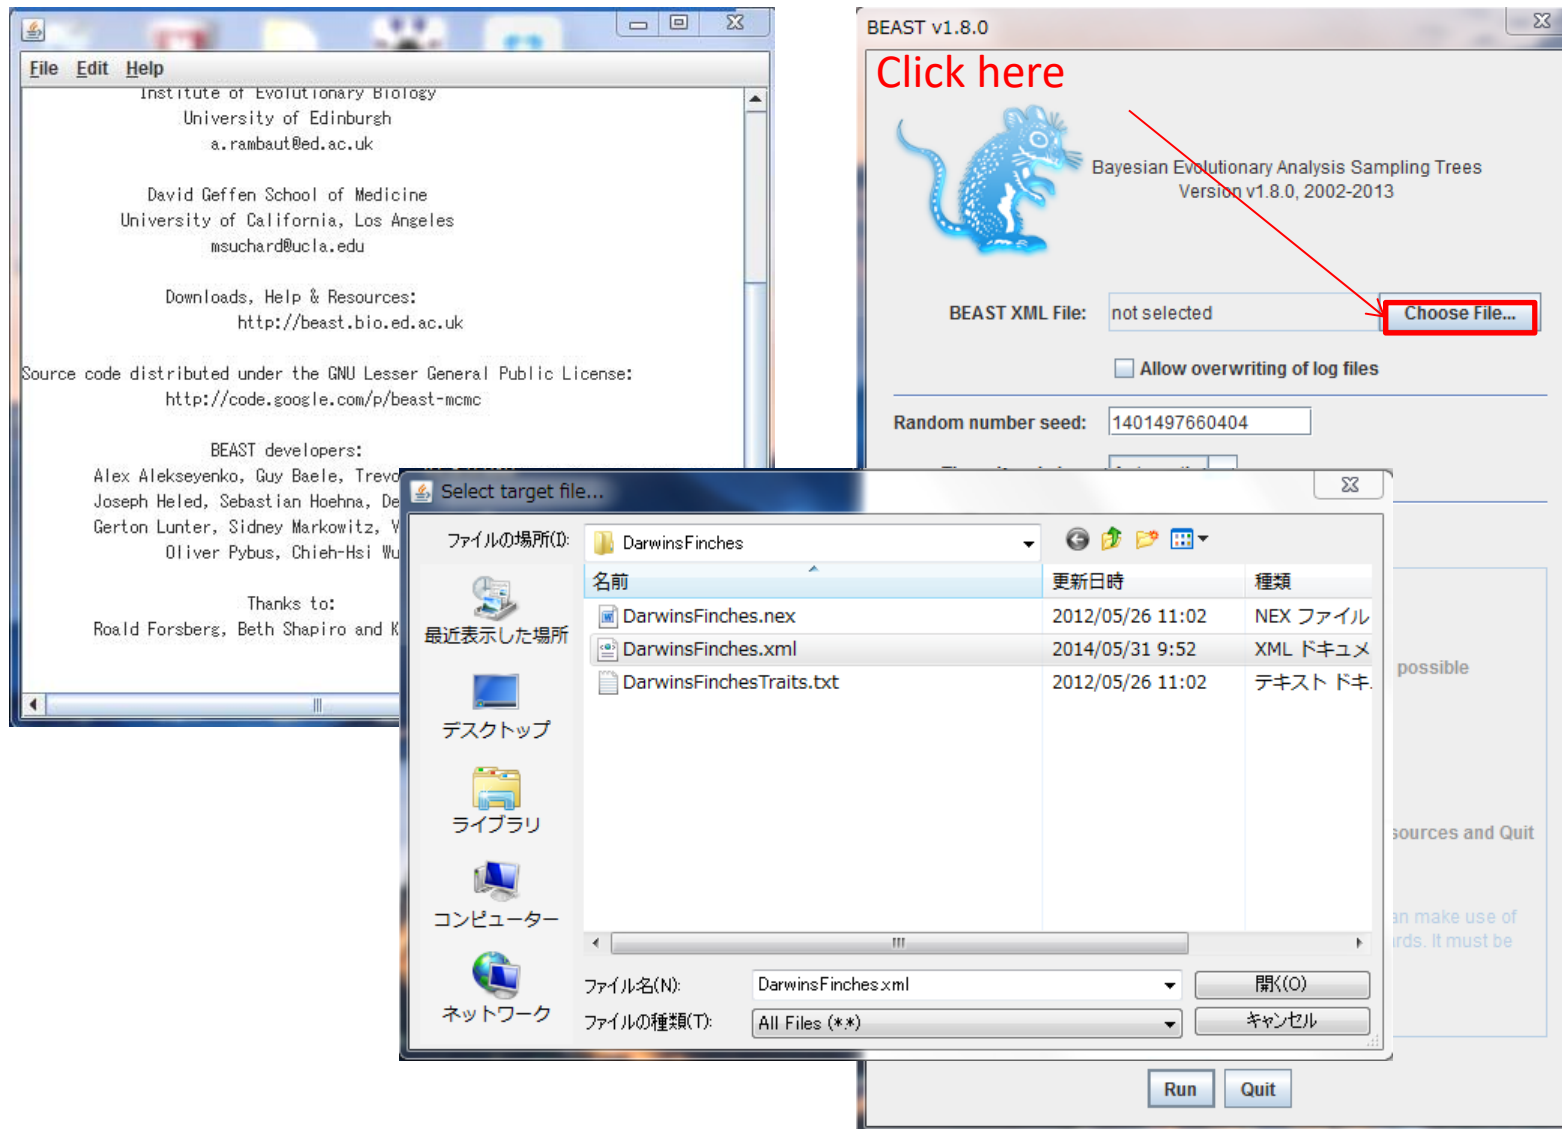 File Edit Help
Institute of Evolutionary Biology
University of Edinburgh
a.rambaut@ed.ac.uk
David Geffen School of Medicine
University of California, Los Angeles
msuchard@ucla.edu
Downloads, Help & Resources:
http://beast.bio.ed.ac.uk
Source code distributed under the GNU Lesser General Public License:
http://code.google.com/p/beast-mcmc
BEAST developers:
Alex Alekseyenko, Guy Baele, Trevo
Joseph Heled, Sebastian Hoehna, De
Gerton Lunter, Sidney Markowitz, V
Oliver Pybus, Chieh-Hsi Wu
Thanks to:
Roald Forsberg, Beth Shapiro and K
BEAST v1.8.0
Click here
Bayesian Evolutionary Analysis Sampling Trees
Version v1.8.0, 2002-2013
BEAST XML File: not selected Choose File...
Allow overwriting of log files
Random number seed: 1401497660404
possible
sources and Quit
an make use of
rds. It must be
Run Quit
Select target file...
ファイルの場所(I): DarwinsFinches
名前 更新日時 種類
DarwinsFinches.nex 2012/05/26 11:02 NEX ファイル
DarwinsFinches.xml 2014/05/31 9:52 XML ドキュメ
DarwinsFinchesTraits.txt 2012/05/26 11:02 テキスト ドキ
最近表示した場所
デスクトップ
ライブラリ
コンピューター
ネットワーク
ファイル名(N): DarwinsFinches.xml 開く(O)
ファイルの種類(T): All Files (*.*) キャンセル